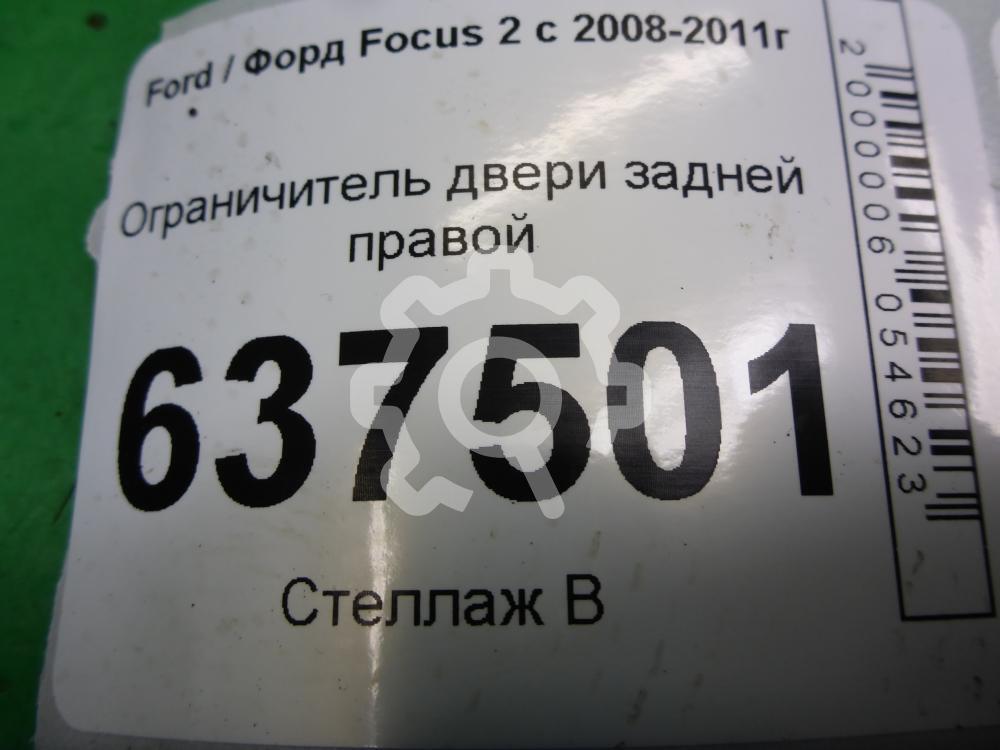 Ford / Форд Focus 2 с 2008-2011г
Ограничитель двери задней
правой
637501
Стеллаж В
2000006054623